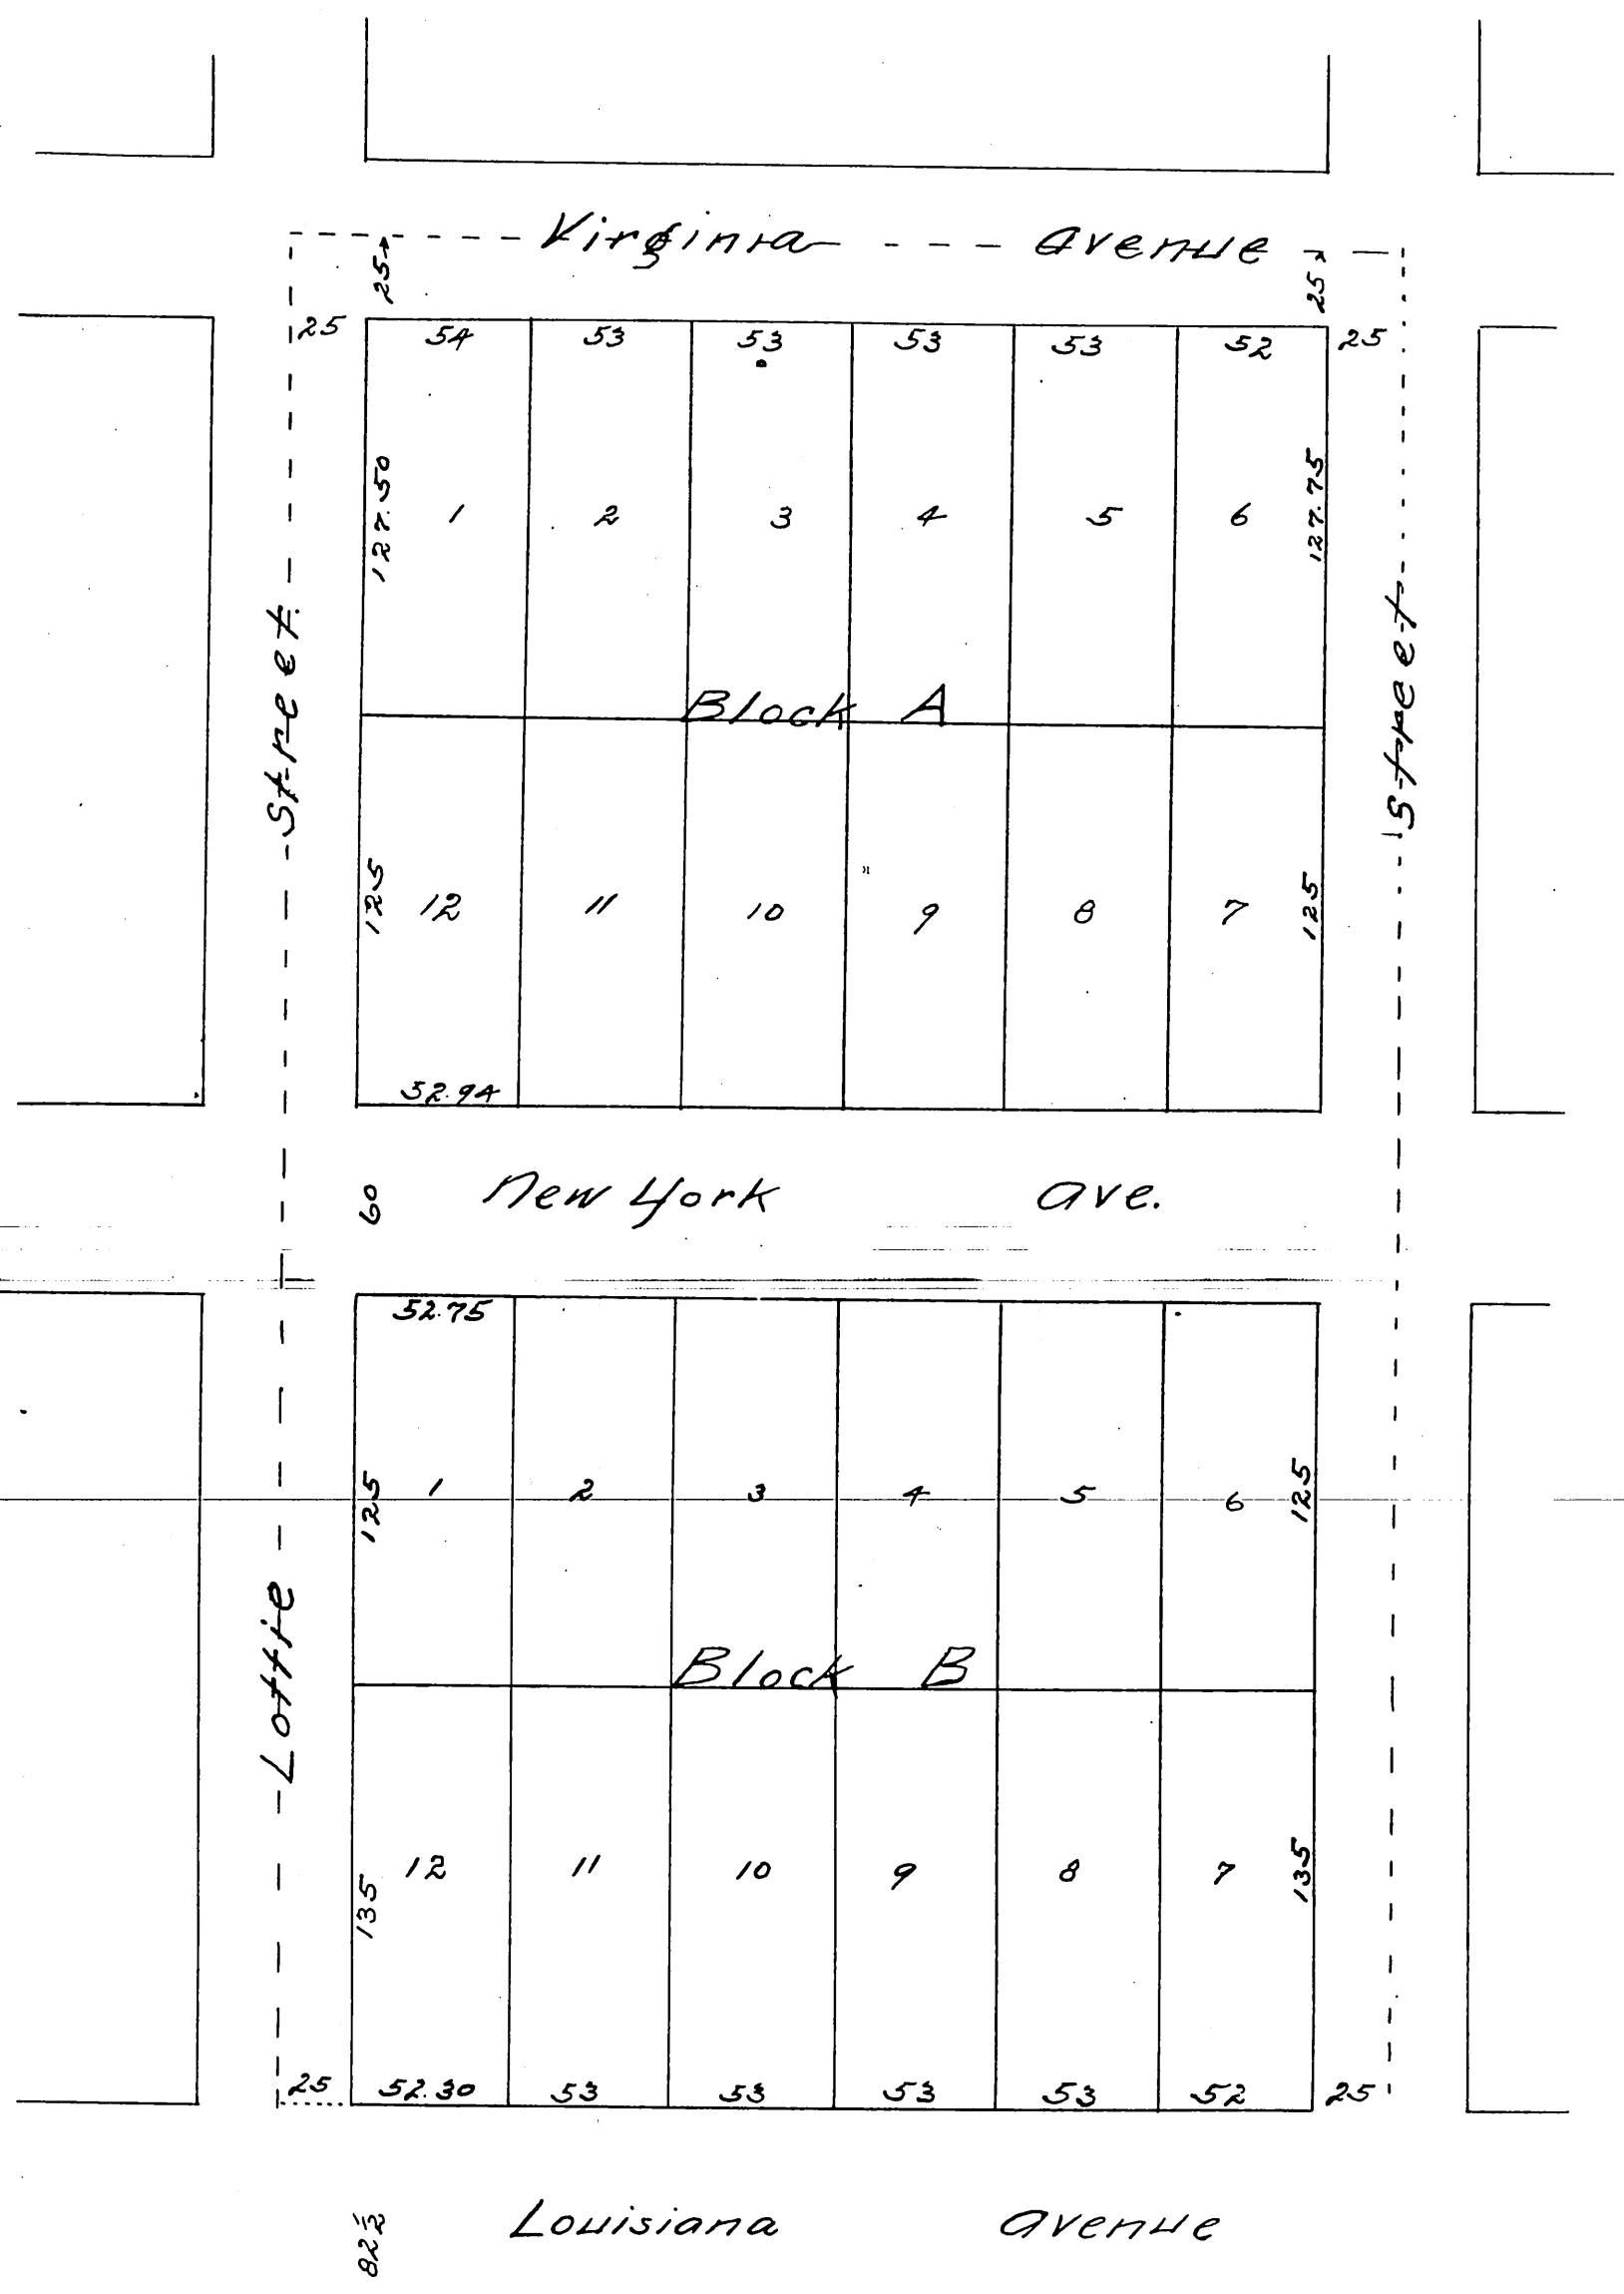 Virginia Avenue
25 25
25 54 53 53 53 53 52 25
127.50 1 2 3 4 5 6 127.75
Street
Street
Block A
125 12 11 10 9 8 7 125
52.94
60 New York Ave.
52.75
125 1 2 3 4 5 6 125
Lottie
Block B
135 12 11 10 9 8 7 135
25 52.30 53 53 53 53 52 25
82½ Louisiana Avenue